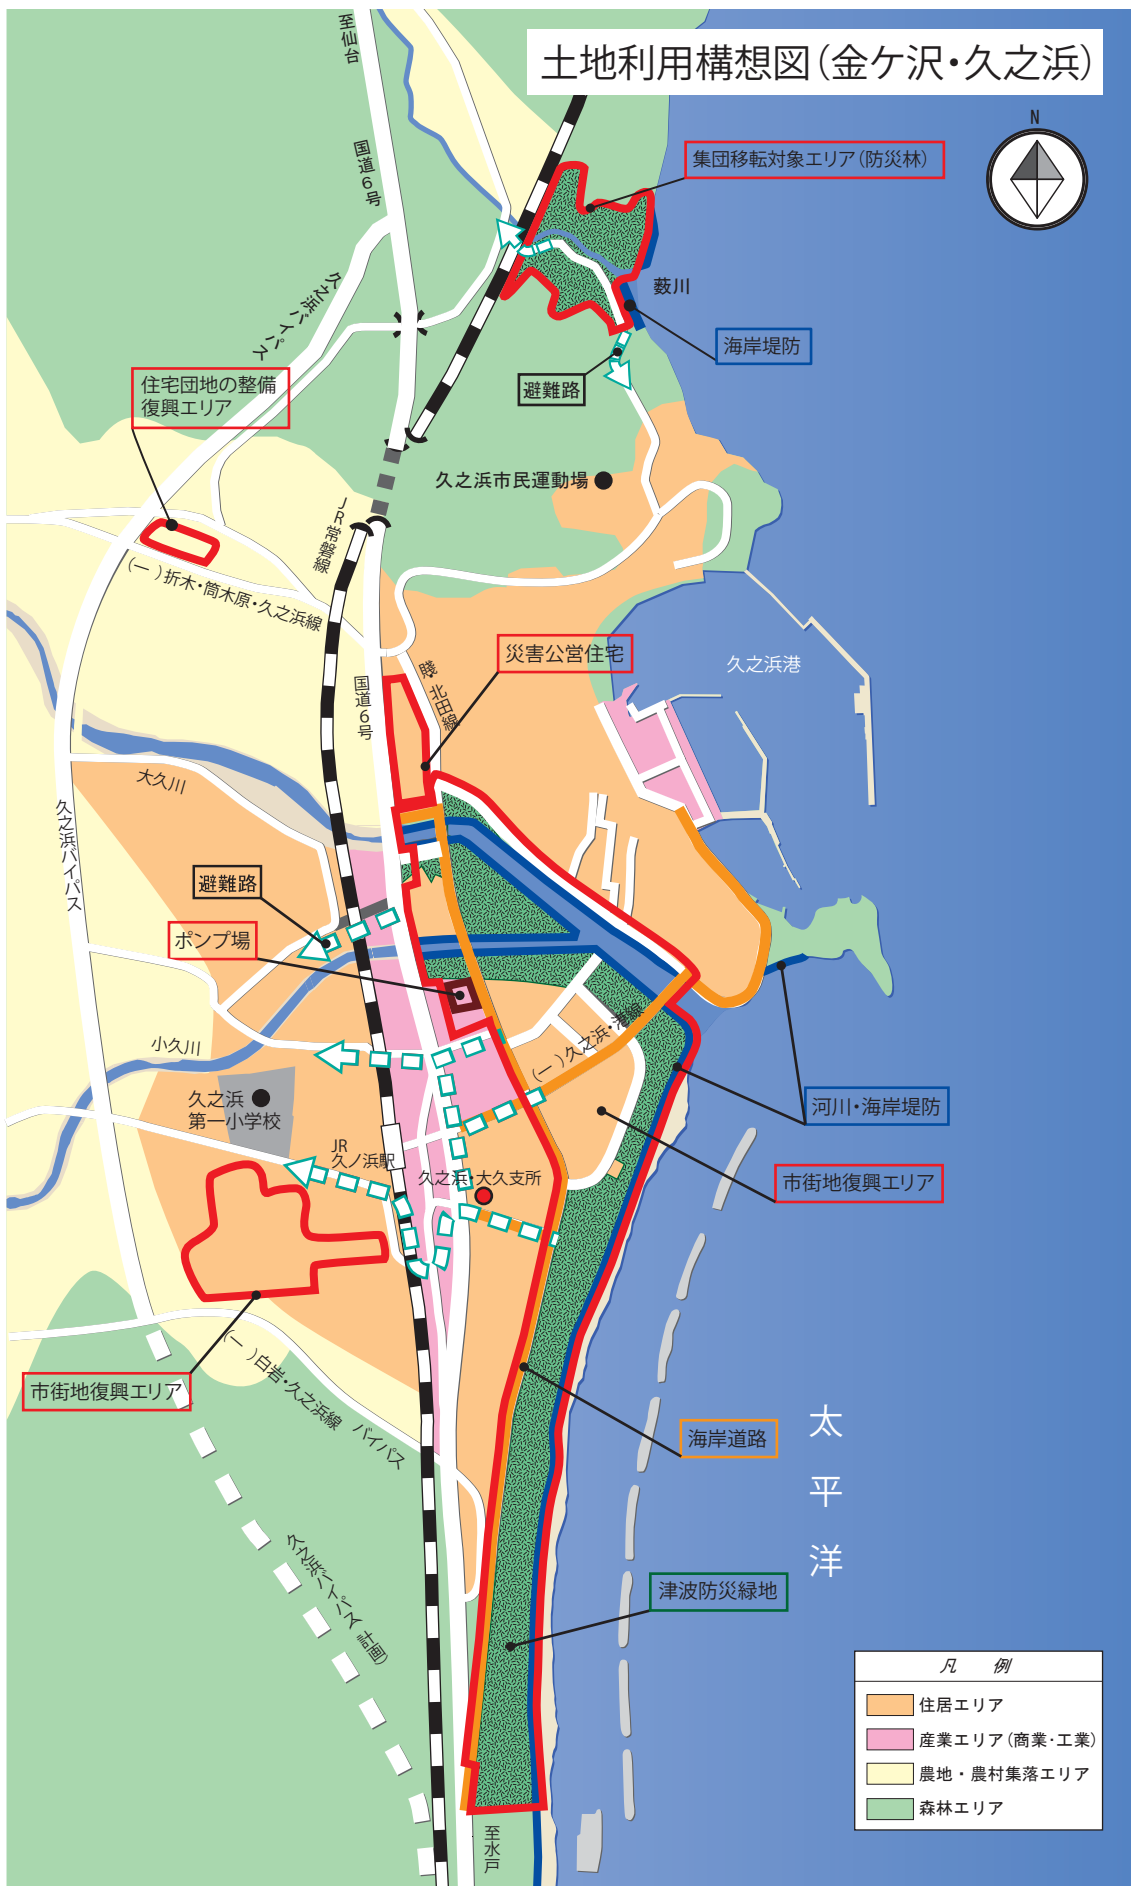 土地利用構想図(金ケ沢・久之浜)
至仙台
N
国道6号
集団移転対象エリア(防災林)
久之浜バイパス
薮川
海岸堤防
避難路
住宅団地の整備
復興エリア
久之浜市民運動場
JR常磐線
(一)折木・筒木原・久之浜線
災害公営住宅
久之浜港
国道6号
北田線
大久川
久之浜バイパス
避難路
ポンプ場
(一)久之浜・港線
小久川
久之浜
第一小学校
河川・海岸堤防
JR
久ノ浜駅
久之浜・大久支所
市街地復興エリア
市街地復興エリア
(一)白岩・久之浜線 バイパス
太平洋
海岸道路
久之浜バイパス(計画)
津波防災緑地
至水戸
凡 例
住居エリア
産業エリア(商業・工業)
農地・農村集落エリア
森林エリア